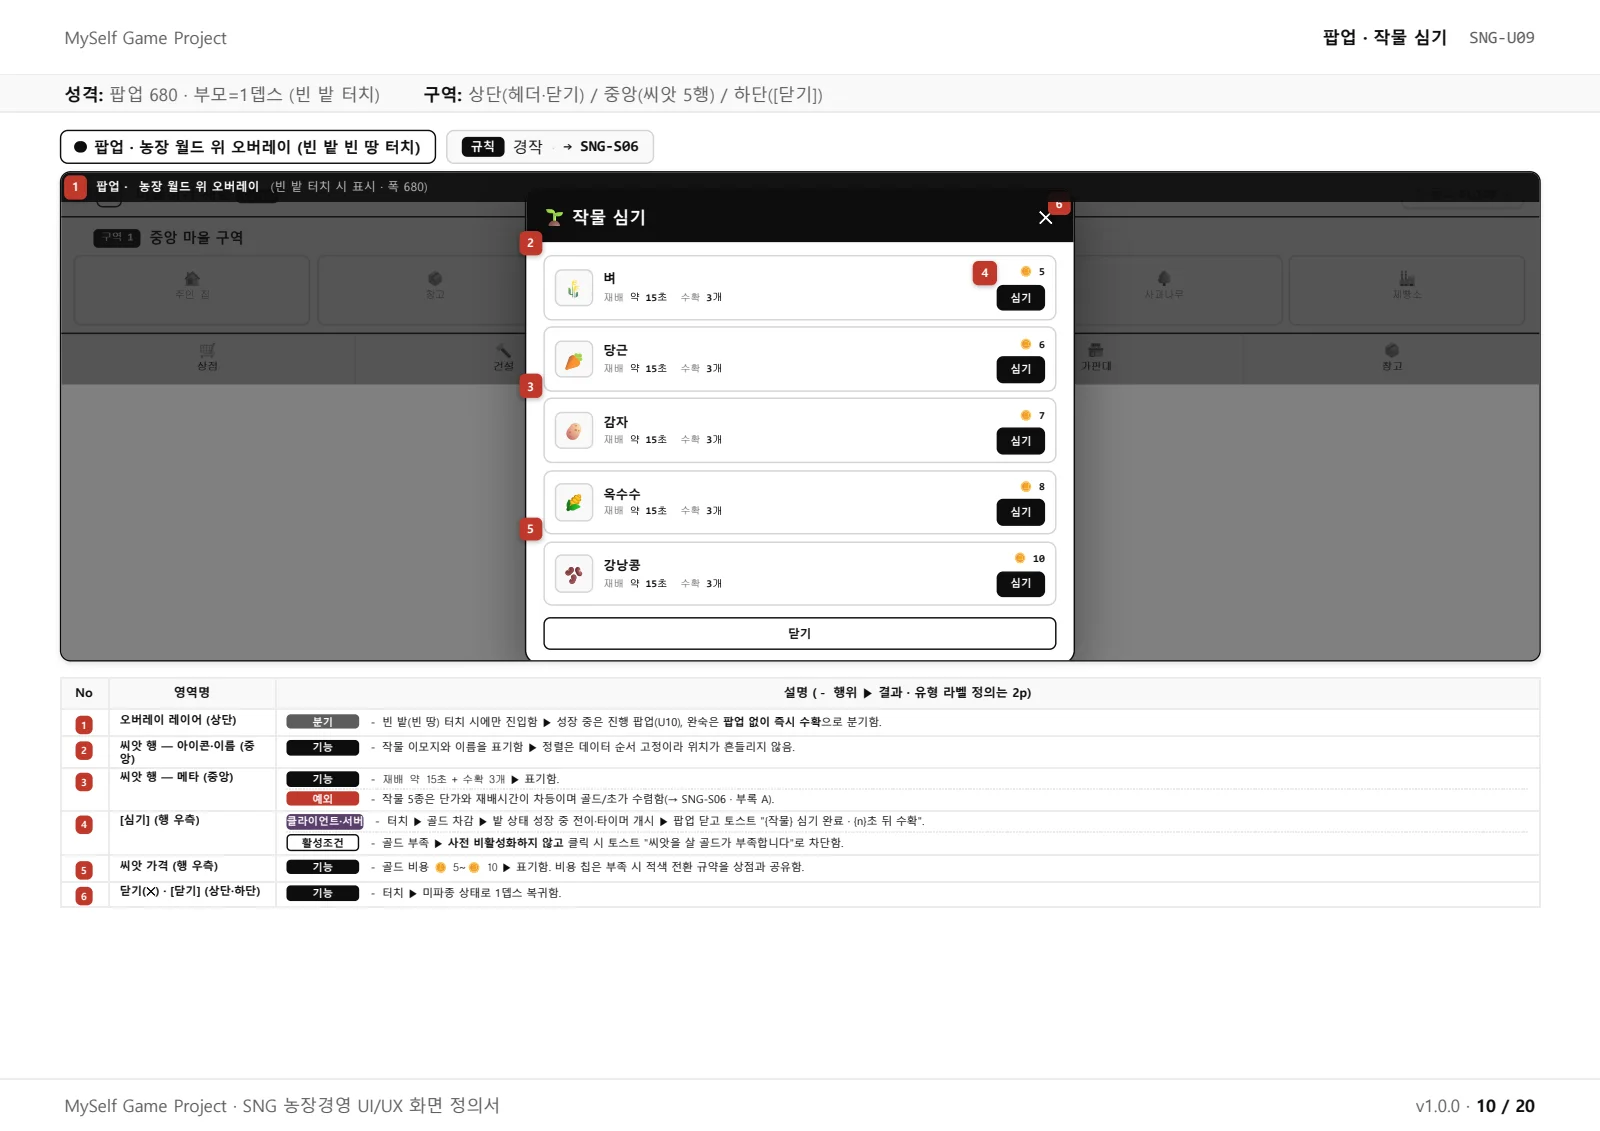 MySelf Game Project
팝업 · 작물 심기 SNG-U09
성격: 팝업 680 · 부모=1뎁스 (빈 밭 터치) 구역: 상단(헤더·닫기) / 중앙(씨앗 5행) / 하단([닫기])
● 팝업 · 농장 월드 위 오버레이 (빈 밭 빈 땅 터치)
규칙 경작 · → SNG-S06
1 팝업 · 농장 월드 위 오버레이 (빈 밭 터치 시 표시 · 폭 680)
구역 1 중앙 마을 구역
주인 집
창고
사과나무
제빵소
상점
건설
가판대
창고
작물 심기
6
2
벼
재배 약 15초 수확 3개
4
5
심기
당근
재배 약 15초 수확 3개
6
심기
3
감자
재배 약 15초 수확 3개
7
심기
옥수수
재배 약 15초 수확 3개
8
심기
5
강낭콩
재배 약 15초 수확 3개
10
심기
닫기
No 영역명 설명 ( - 행위 ▶ 결과 · 유형 라벨 정의는 2p)
1 오버레이 레이어 (상단) 분기 - 빈 밭(빈 땅) 터치 시에만 진입함 ▶ 성장 중은 진행 팝업(U10), 완숙은 팝업 없이 즉시 수확으로 분기함.
2 씨앗 행 — 아이콘·이름 (중앙) 기능 - 작물 이모지와 이름을 표기함 ▶ 정렬은 데이터 순서 고정이라 위치가 흔들리지 않음.
3 씨앗 행 — 메타 (중앙) 기능 - 재배 약 15초 + 수확 3개 ▶ 표기함.
예외 - 작물 5종은 단가와 재배시간이 차등이며 골드/초가 수렴함(→ SNG-S06 · 부록 A).
4 [심기] (행 우측) 클라이언트·서버 - 터치 ▶ 골드 차감 ▶ 밭 상태 성장 중 전이·타이머 개시 ▶ 팝업 닫고 토스트 "{작물} 심기 완료 · {n}초 뒤 수확".
활성조건 - 골드 부족 ▶ 사전 비활성화하지 않고 클릭 시 토스트 "씨앗을 살 골드가 부족합니다"로 차단함.
5 씨앗 가격 (행 우측) 기능 - 골드 비용 5~ 10 ▶ 표기함. 비용 칩은 부족 시 적색 전환 규약을 상점과 공유함.
6 닫기(✕) · [닫기] (상단·하단) 기능 - 터치 ▶ 미파종 상태로 1뎁스 복귀함.
MySelf Game Project · SNG 농장경영 UI/UX 화면 정의서
v1.0.0 · 10 / 20